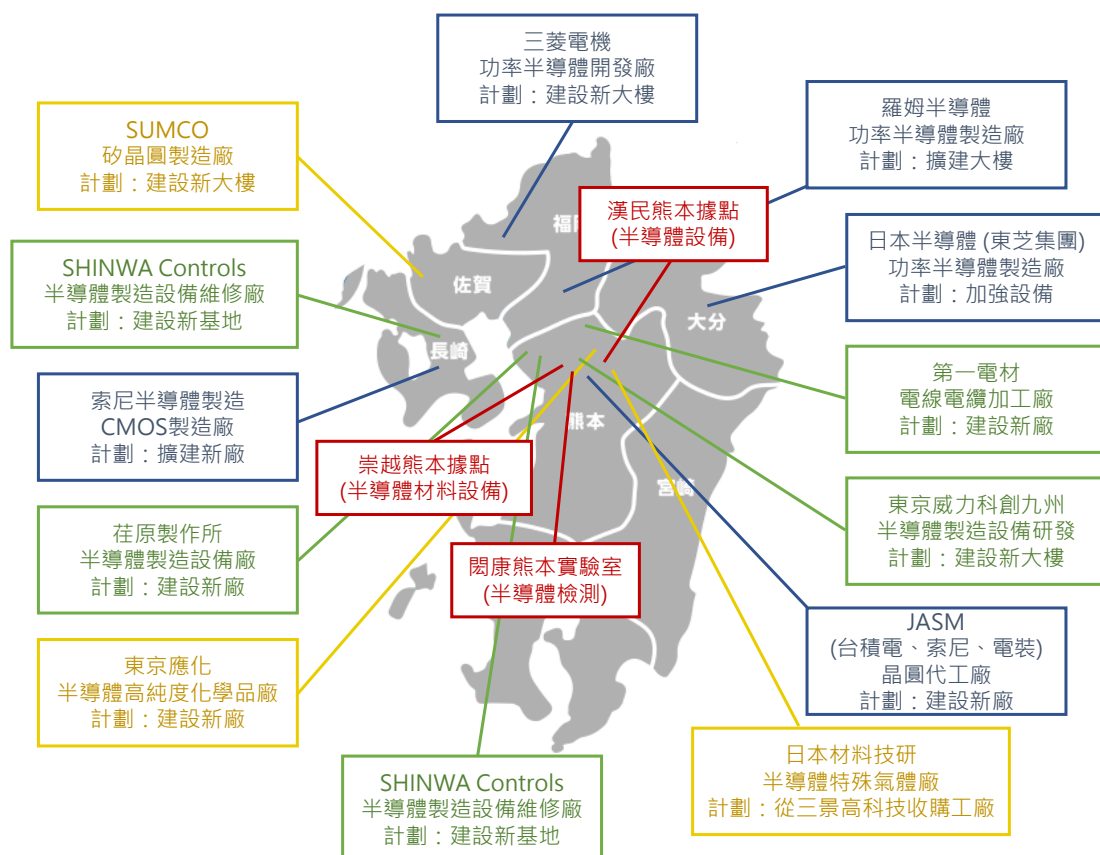 三菱電機
功率半導體開發廠
計劃：建設新大樓
羅姆半導體
功率半導體製造廠
計劃：擴建大樓
SUMCO
矽晶圓製造廠
計劃：建設新大樓
漢民熊本據點
(半導體設備)
福
日本半導體 (東芝集團)
功率半導體製造廠
計劃：加強設備
SHINWA Controls
半導體製造設備維修廠
計劃：建設新基地
佐賀
大分
長崎
第一電材
電線電纜加工廠
計劃：建設新廠
索尼半導體製造
CMOS製造廠
計劃：擴建新廠
熊本
崇越熊本據點
(半導體材料設備)
宮崎
東京威力科創九州
半導體製造設備研發
計劃：建設新大樓
荏原製作所
半導體製造設備廠
計劃：建設新廠
閎康熊本實驗室
(半導體檢測)
JASM
(台積電、索尼、電裝)
晶圓代工廠
計劃：建設新廠
東京應化
半導體高純度化學品廠
計劃：建設新廠
日本材料技研
半導體特殊氣體廠
計劃：從三景高科技收購工廠
SHINWA Controls
半導體製造設備維修廠
計劃：建設新基地